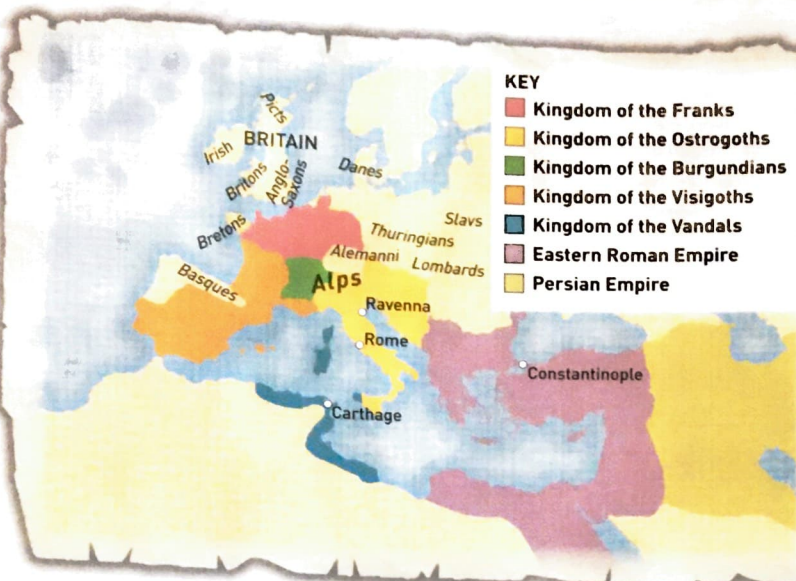 KEY
Kingdom of the Franks
Kingdom of the Ostrogoths
Kingdom of the Burgundians
Kingdom of the Visigoths
Kingdom of the Vandals
Eastern Roman Empire
Persian Empire
Picts
BRITAIN
Irish
Britons
Anglo-
Saxons
Danes
Bretons
Slavs
Thuringians
Alemanni
Lombards
Basques
Alps
Ravenna
Rome
Constantinople
Carthage